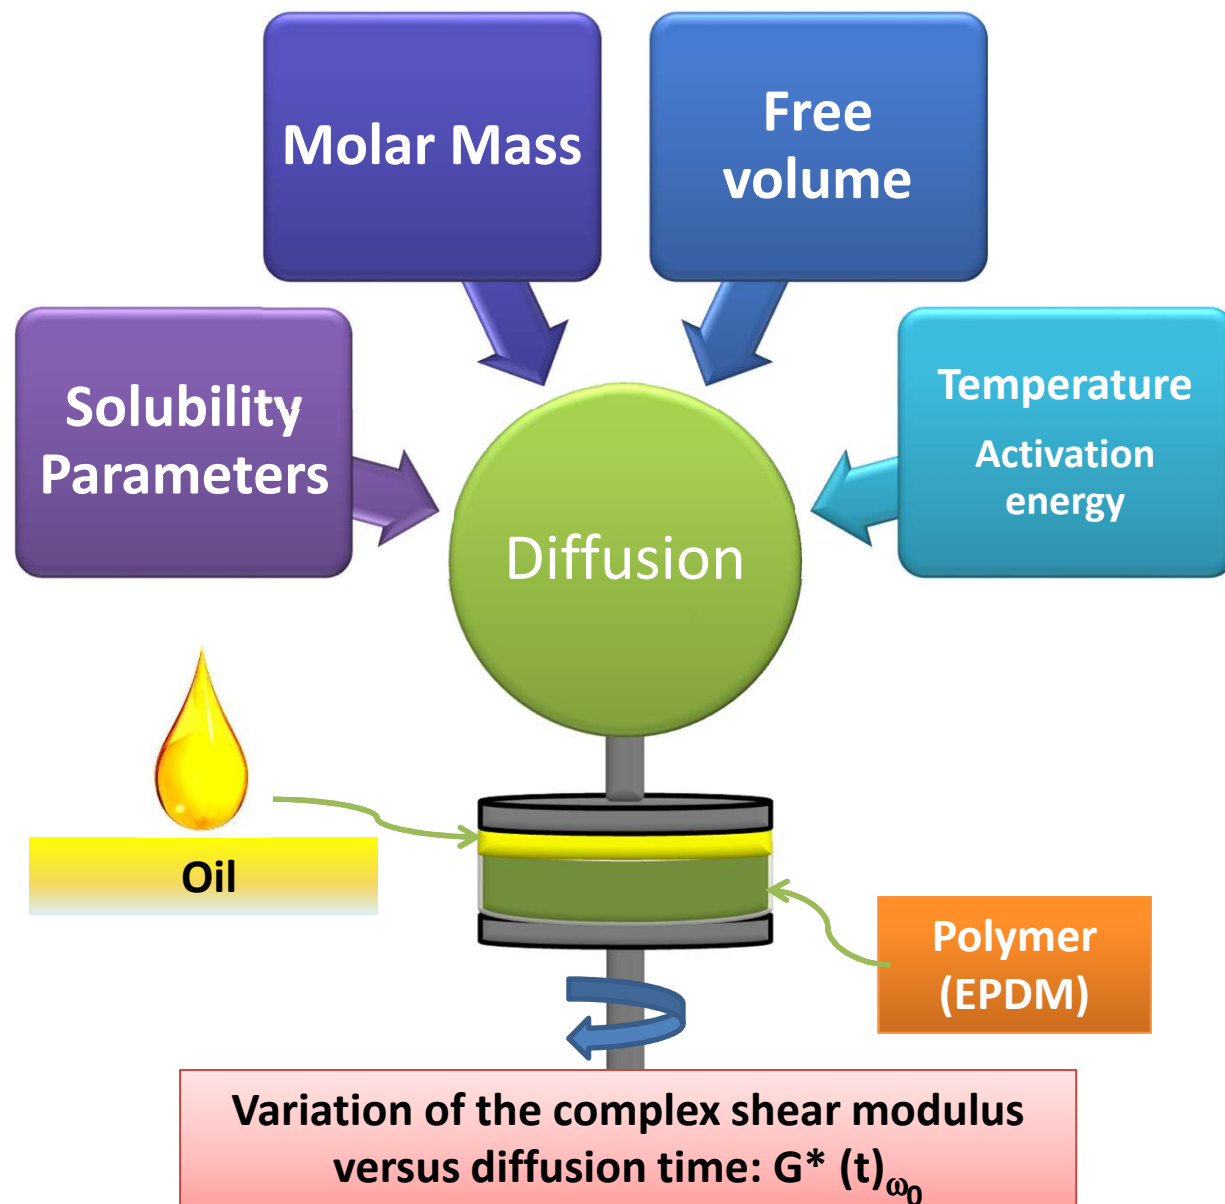 Molar Mass
Free
volume
Solubility
Parameters
Temperature
Activation
energy
Diffusion
Oil
Polymer
(EPDM)
Variation of the complex shear modulus
versus diffusion time: G* (t)ω0